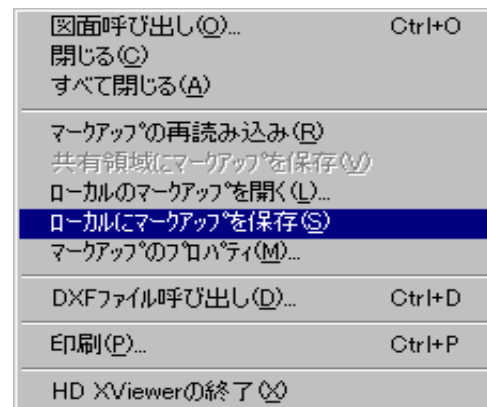 図面呼び出し(O)... Ctrl+O
閉じる(C)
すべて閉じる(A)
マークアップの再読み込み(R)
共有領域にマークアップを保存(V)
ローカルのマークアップを開く(L)...
ローカルにマークアップを保存(S)
マークアップのプロパティ(M)...
DXFファイル呼び出し(D)... Ctrl+D
印刷(P)... Ctrl+P
HD XViewerの終了(X)